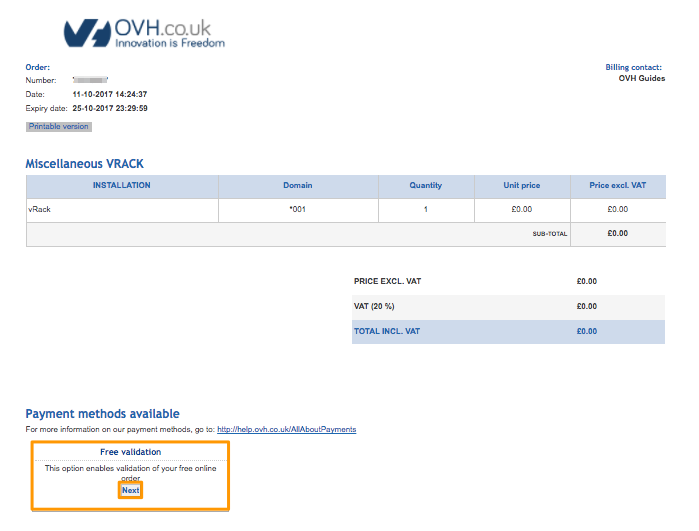 OVH.co.uk
Innovation is Freedom
Order:
Number:
Date: 11-10-2017 14:24:37
Expiry date: 25-10-2017 23:29:59
Printable version
Billing contact:
OVH Guides
Miscellaneous VRACK
INSTALLATION Domain Quantity Unit price Price excl. VAT
vRack *001 1 £0.00 £0.00
SUB-TOTAL £0.00
PRICE EXCL. VAT £0.00
VAT (20 %) £0.00
TOTAL INCL. VAT £0.00
Payment methods available
For more information on our payment methods, go to: http://help.ovh.co.uk/AllAboutPayments
Free validation
This option enables validation of your free online
order
Next